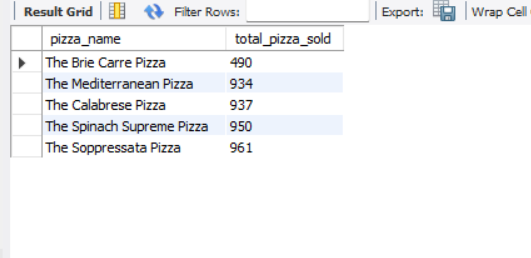 Result Grid Filter Rows: Export: Wrap Cell
pizza_name total_pizza_sold
The Brie Carre Pizza 490
The Mediterranean Pizza 934
The Calabrese Pizza 937
The Spinach Supreme Pizza 950
The Soppressata Pizza 961